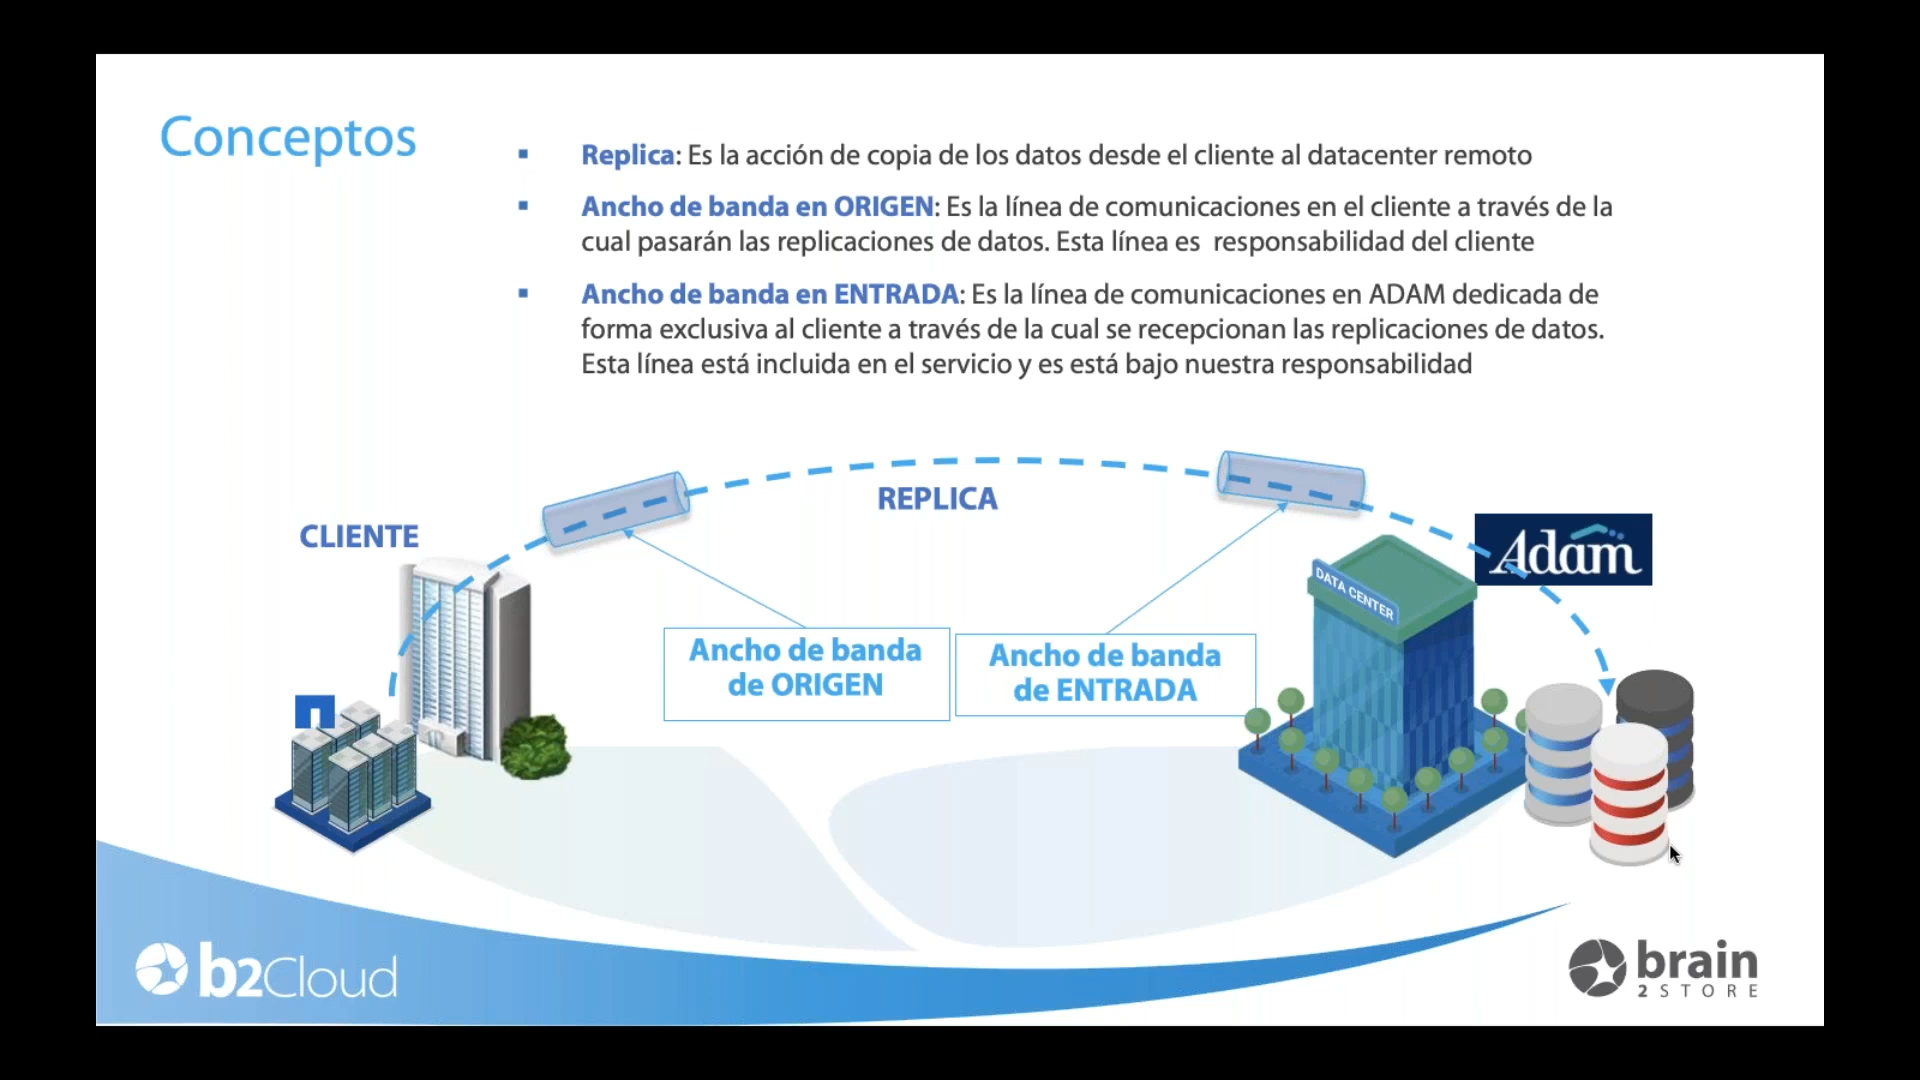 Conceptos
▪ Replica: Es la acción de copia de los datos desde el cliente al datacenter remoto
▪ Ancho de banda en ORIGEN: Es la línea de comunicaciones en el cliente a través de la
cual pasarán las replicaciones de datos. Esta línea es responsabilidad del cliente
▪ Ancho de banda en ENTRADA: Es la línea de comunicaciones en ADAM dedicada de
forma exclusiva al cliente a través de la cual se recepcionan las replicaciones de datos.
Esta línea está incluida en el servicio y es está bajo nuestra responsabilidad
REPLICA
CLIENTE
Adam
DATA CENTER
Ancho de banda
de ORIGEN
Ancho de banda
de ENTRADA
b2Cloud
brain
2 STORE